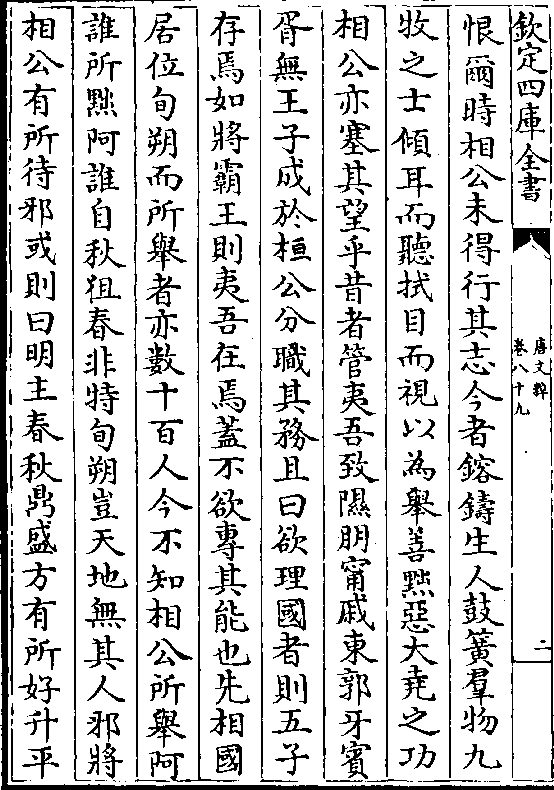 欽定四庫全書
唐文粹
卷八十九
二
恨爾時相公未得行其志今者鎔鑄生人鼓簧羣物九
牧之士傾耳而聽拭目而視以為舉善黜惡大堯之功
相公亦塞其望乎昔者管夷吾致隰朋甯戚東郭牙賓
胥無王子成於桓公分職其務且曰欲理國者則五子
存焉如將霸王則夷吾在焉蓋不欲專其能也先相國
居位旬朔而所舉者亦數十百人今不知相公所舉阿
誰所黜阿誰自秋徂春非特旬朔豈天地無其人邪將
相公有所待邪或則曰明主春秋鼎盛方有所好升平